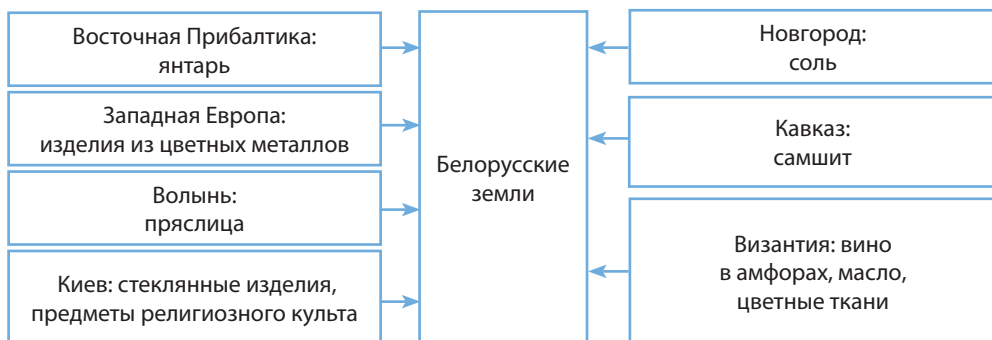 Восточная Прибалтика:
янтарь
Западная Европа:
изделия из цветных металлов
Волынь:
пряслица
Киев: стеклянные изделия,
предметы религиозного культа
Белорусские
земли
Новгород:
соль
Кавказ:
самшит
Византия: вино
в амфорах, масло,
цветные ткани